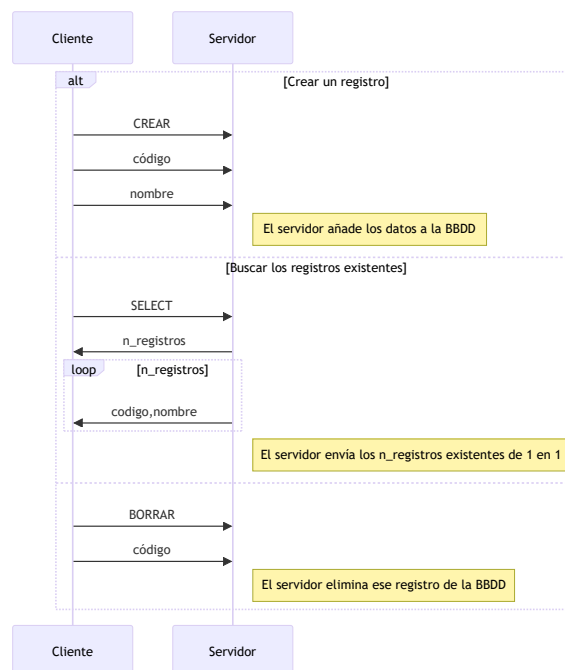 Cliente
Servidor
alt
[Crear un registro]
CREAR
código
nombre
El servidor añade los datos a la BBDD
[Buscar los registros existentes]
SELECT
n_registros
loop
[n_registros]
codigo,nombre
El servidor envía los n_registros existentes de 1 en 1
BORRAR
código
El servidor elimina ese registro de la BBDD
Cliente
Servidor